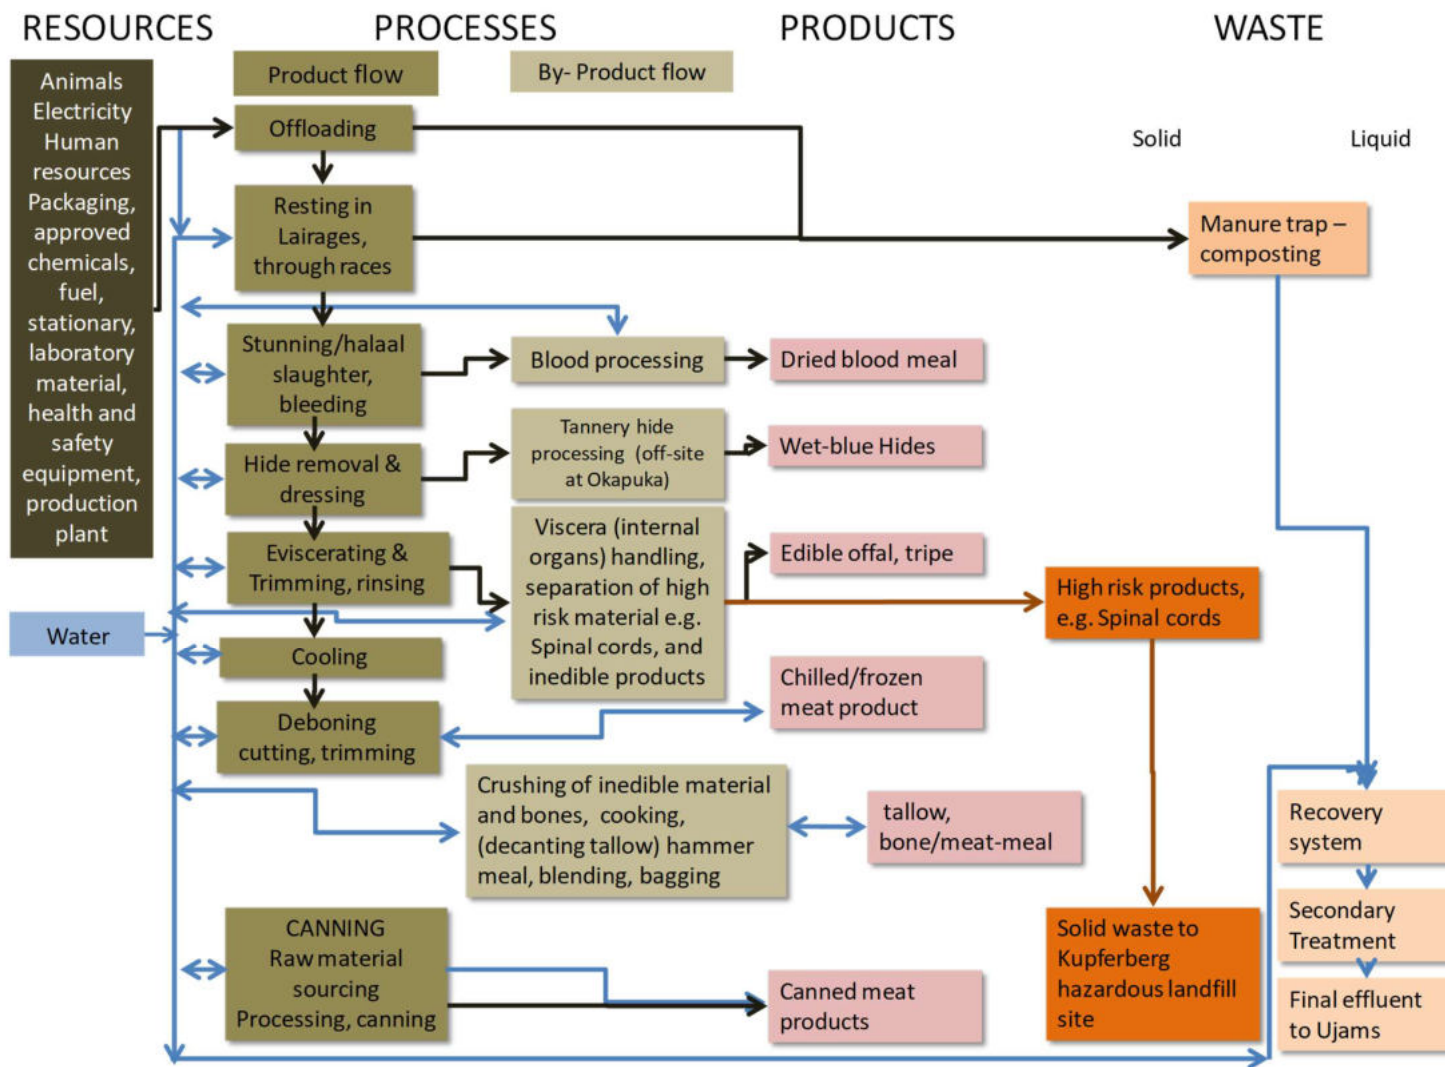 RESOURCES
PROCESSES
PRODUCTS
WASTE
Animals
Electricity
Human
resources
Packaging,
approved
chemicals,
fuel,
stationary,
laboratory
material,
health and
safety
equipment,
production
plant
Water
Product flow
By- Product flow
Solid
Liquid
Offloading
Resting in
Lairages,
through races
Manure trap –
composting
Stunning/halaal
slaughter,
bleeding
Blood processing
Dried blood meal
Hide removal &
dressing
Tannery hide
processing (off-site
at Okapuka)
Wet-blue Hides
Eviscerating &
Trimming, rinsing
Viscera (internal
organs) handling,
separation of high
risk material e.g.
Spinal cords, and
inedible products
Edible offal, tripe
High risk products,
e.g. Spinal cords
Cooling
Chilled/frozen
meat product
Deboning
cutting, trimming
Crushing of inedible material
and bones, cooking,
(decanting tallow) hammer
meal, blending, bagging
tallow,
bone/meat-meal
Recovery
system
CANNING
Raw material
sourcing
Processing, canning
Canned meat
products
Solid waste to
Kupferberg
hazardous landfill
site
Secondary
Treatment
Final effluent
to Ujams